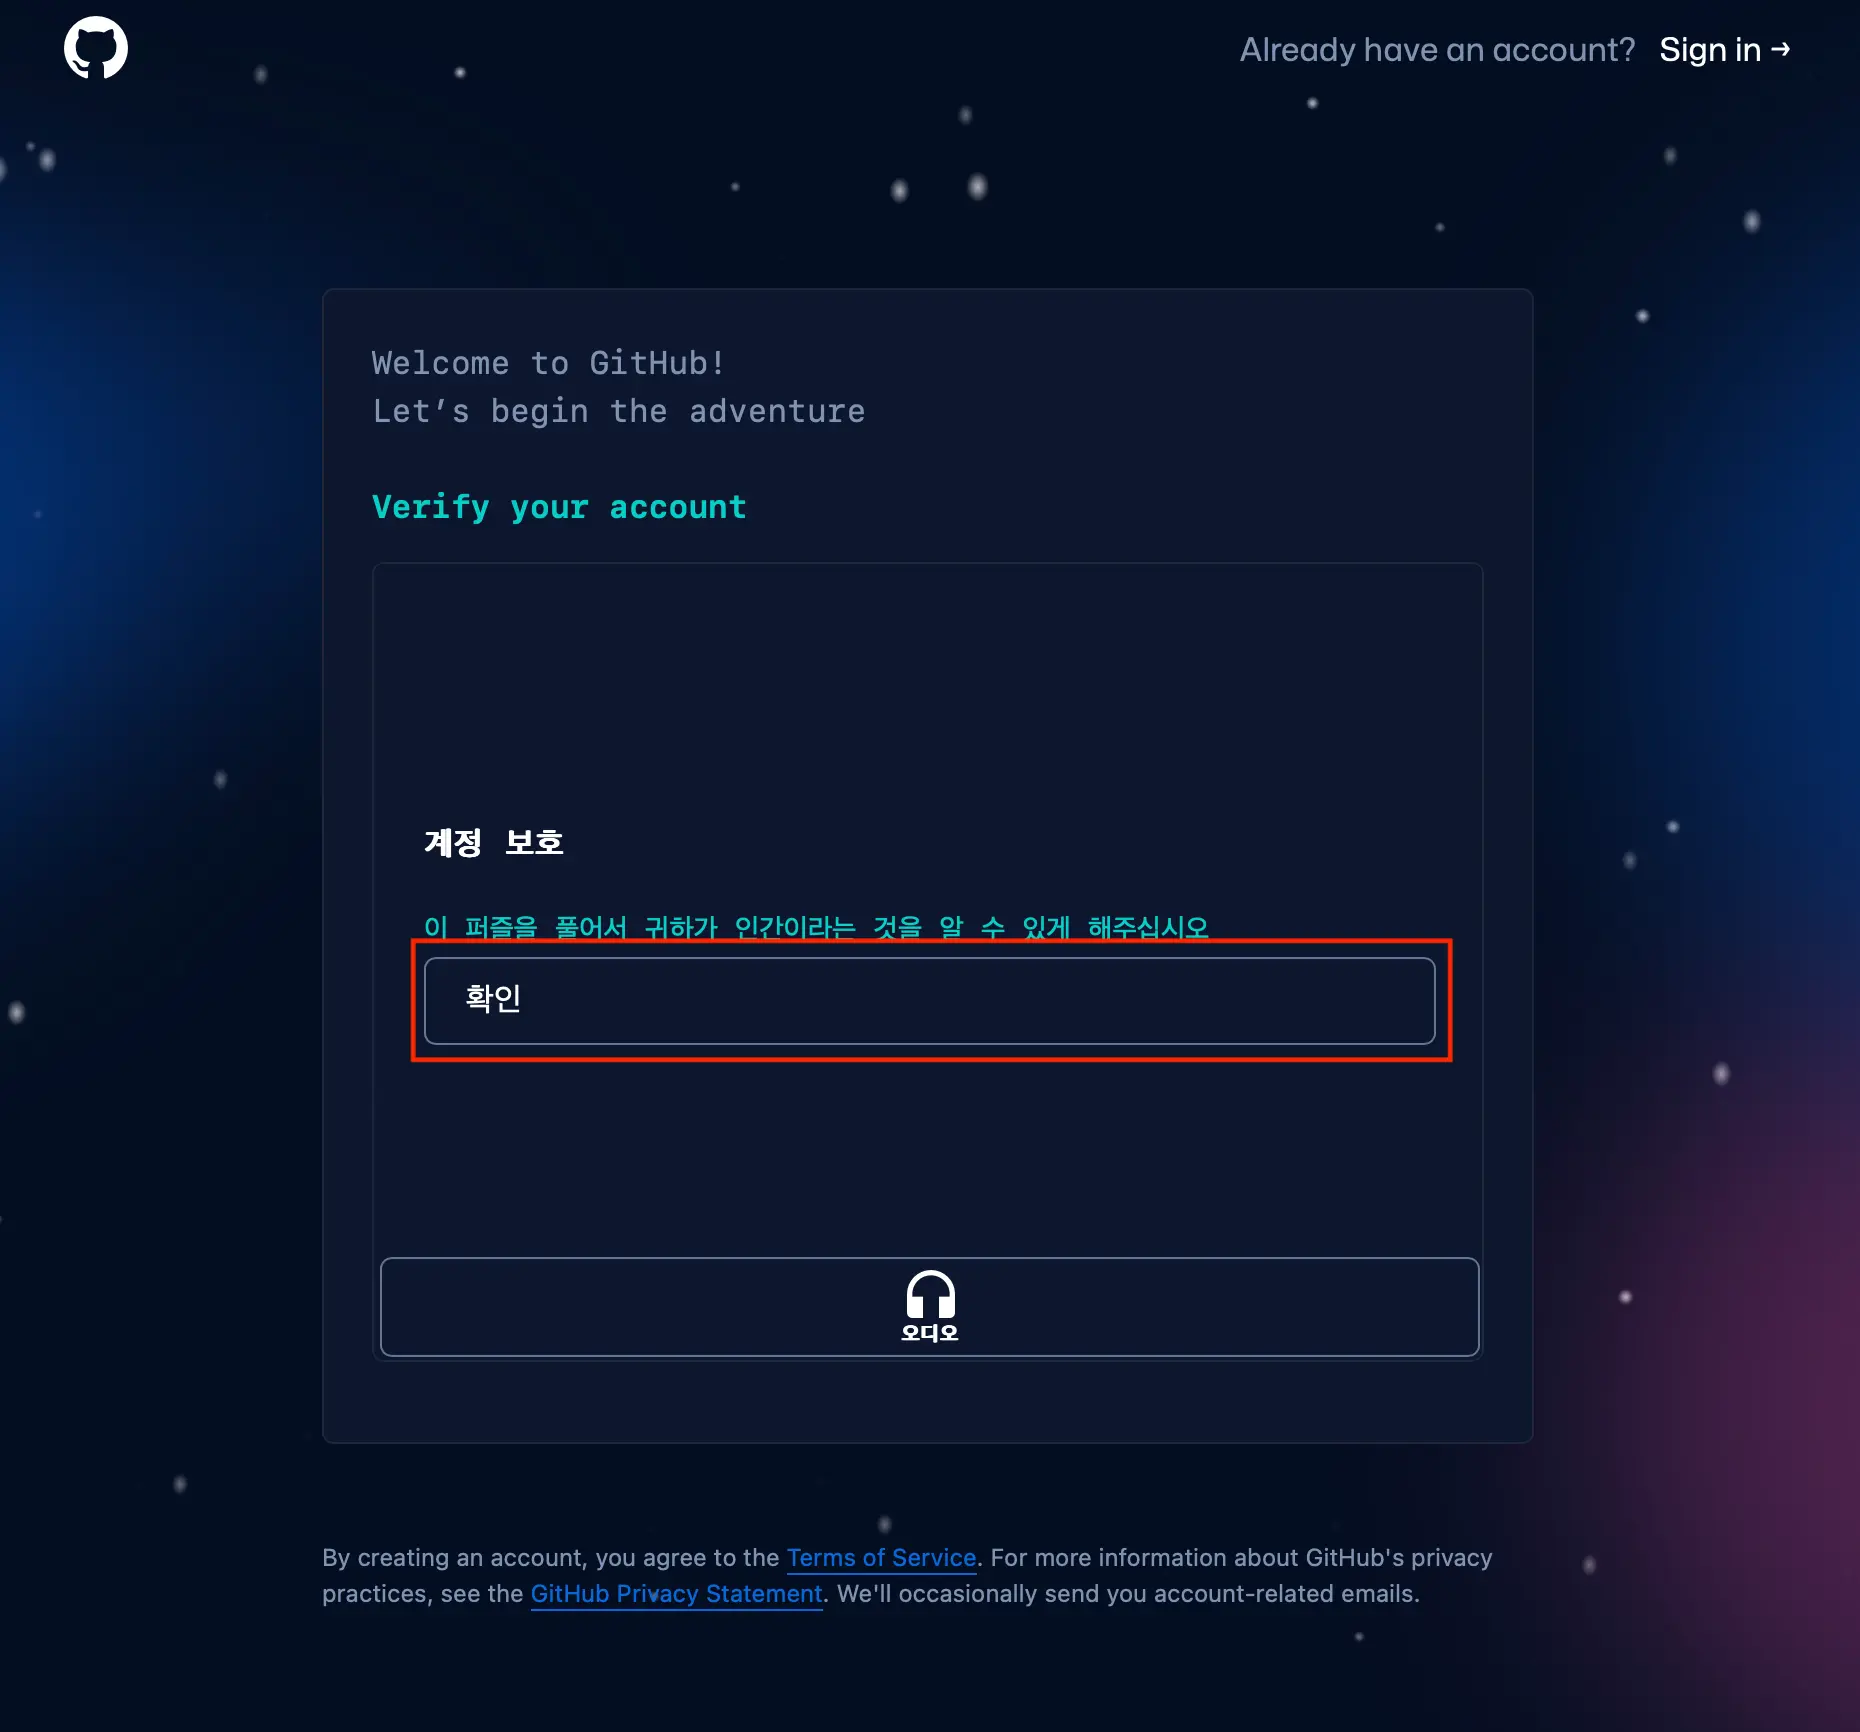 Already have an account? Sign in →
Welcome to GitHub!
Let’s begin the adventure
Verify your account
계정 보호
이 퍼즐을 풀어서 귀하가 인간이라는 것을 알 수 있게 해주십시오
확인
오디오
By creating an account, you agree to the Terms of Service. For more information about GitHub's privacy
practices, see the GitHub Privacy Statement. We'll occasionally send you account-related emails.